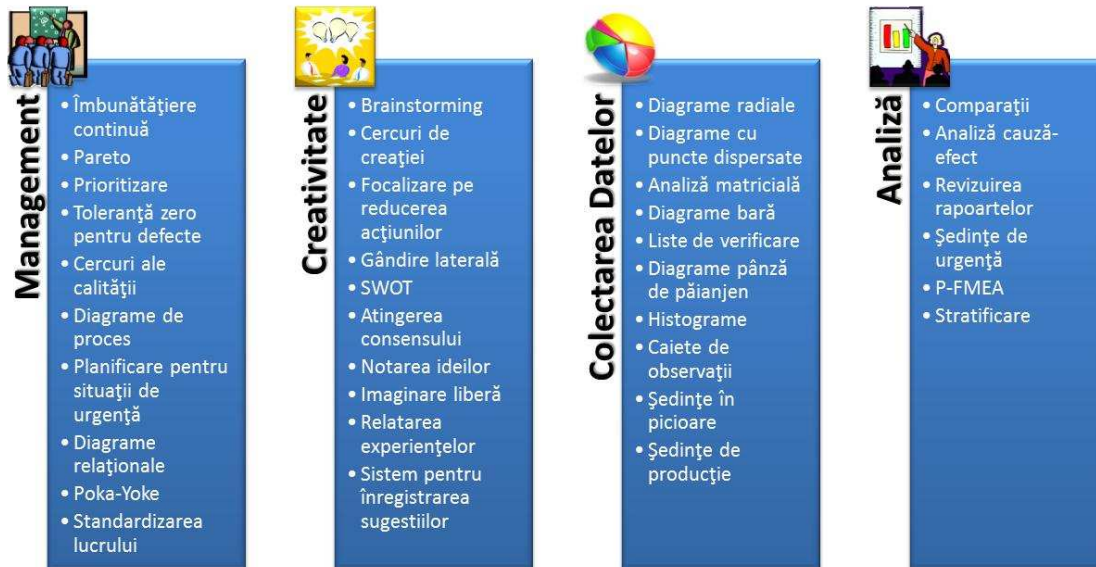 Management
• Îmbunătăţiere
continuă
• Pareto
• Prioritizare
• Toleranţă zero
pentru defecte
• Cercuri ale
calităţii
• Diagrame de
proces
• Planificare pentru
situaţii de
urgenţă
• Diagrame
relaţionale
• Poka-Yoke
• Standardizarea
lucrului
Creativitate
• Brainstorming
• Cercuri de
creaţiei
• Focalizare pe
reducerea
acţiunilor
• Gândire laterală
• SWOT
• Atingerea
consensului
• Notarea ideilor
• Imaginare liberă
• Relatarea
experienţelor
• Sistem pentru
înregistrarea
sugestiilor
Colectarea Datelor
• Diagrame radiale
• Diagrame cu
puncte dispersate
• Analiză matricială
• Diagrame bară
• Liste de verificare
• Diagrame pânză
de păianjen
• Histograme
• Caiete de
observaţii
• Şedinţe în
picioare
• Şedinţe de
producţie
Analiză
• Comparaţii
• Analiză cauză-
efect
• Revizuirea
rapoartelor
• Şedinţe de
urgenţă
• P-FMEA
• Stratificare